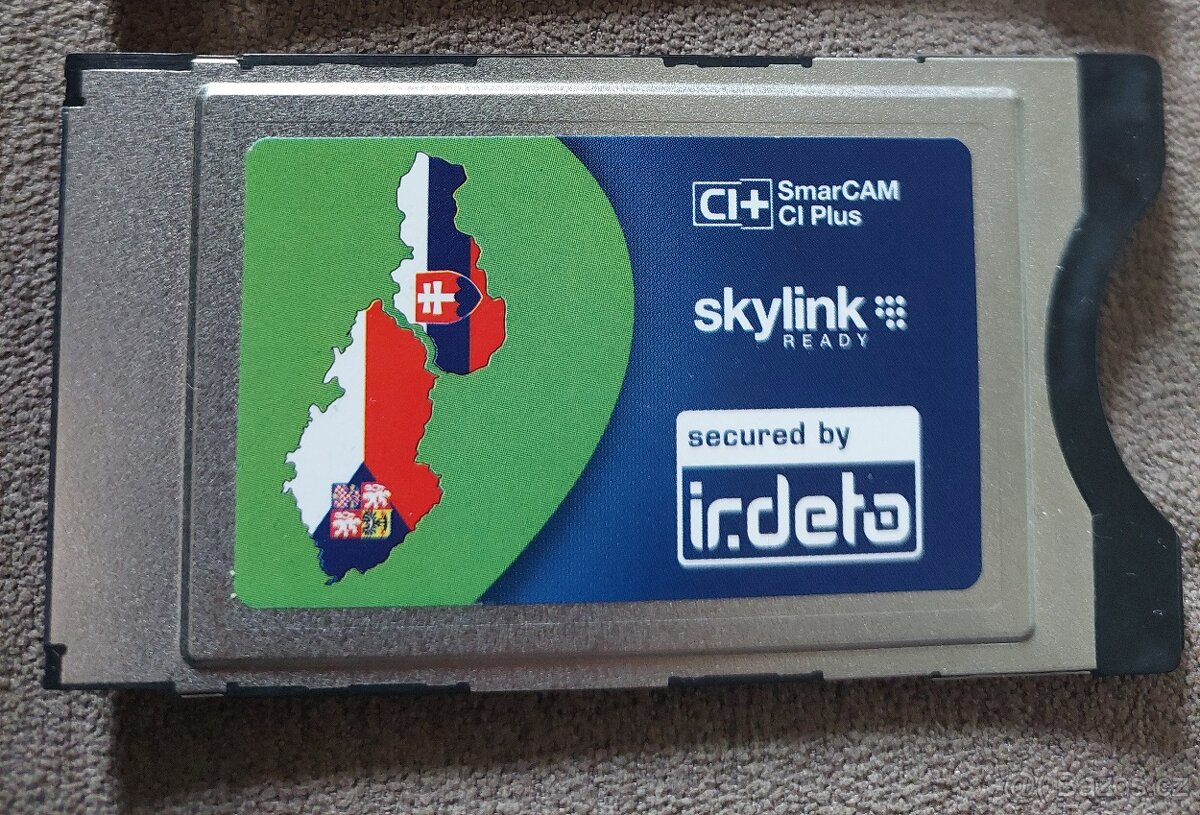 CI+ SmarCAM
CI Plus
skylink
READY
secured by
irdeto
@ Bazos.cz